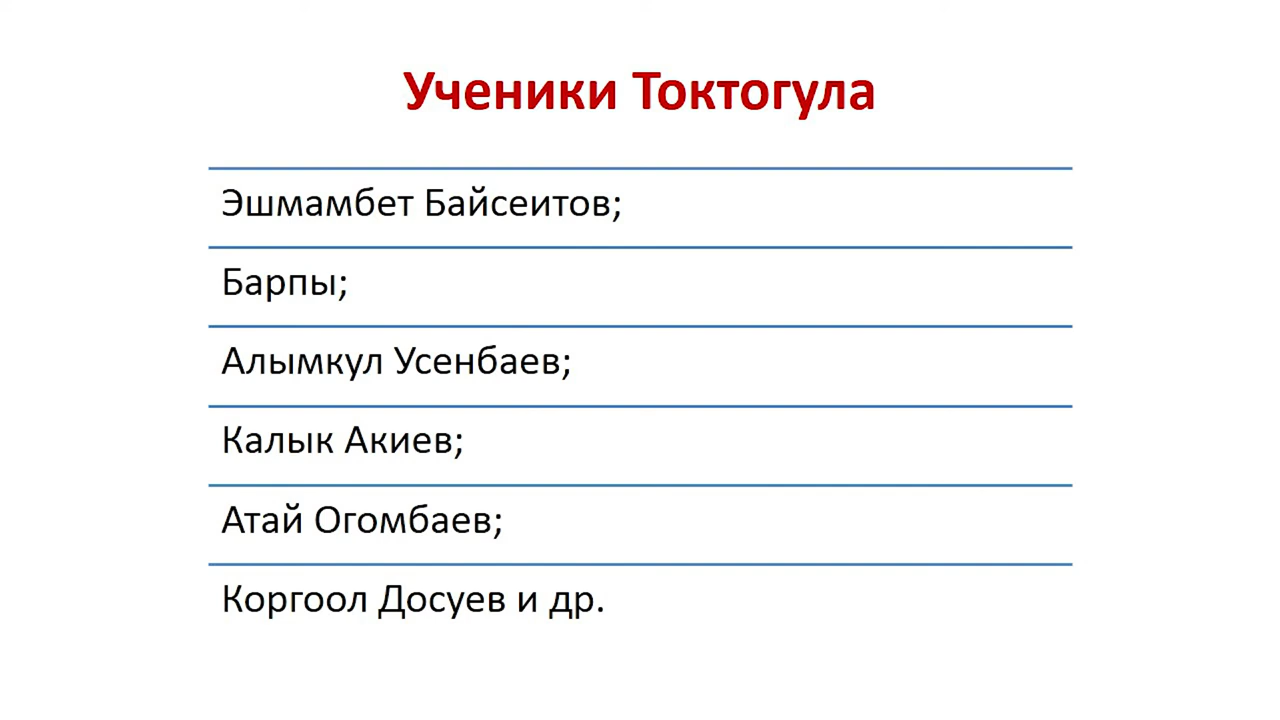 Ученики Токтогула
Эшмамбет Байсеитов;
Барпы;
Алымкул Усенбаев;
Калык Акиев;
Атай Огомбаев;
Коргоол Досуев и др.